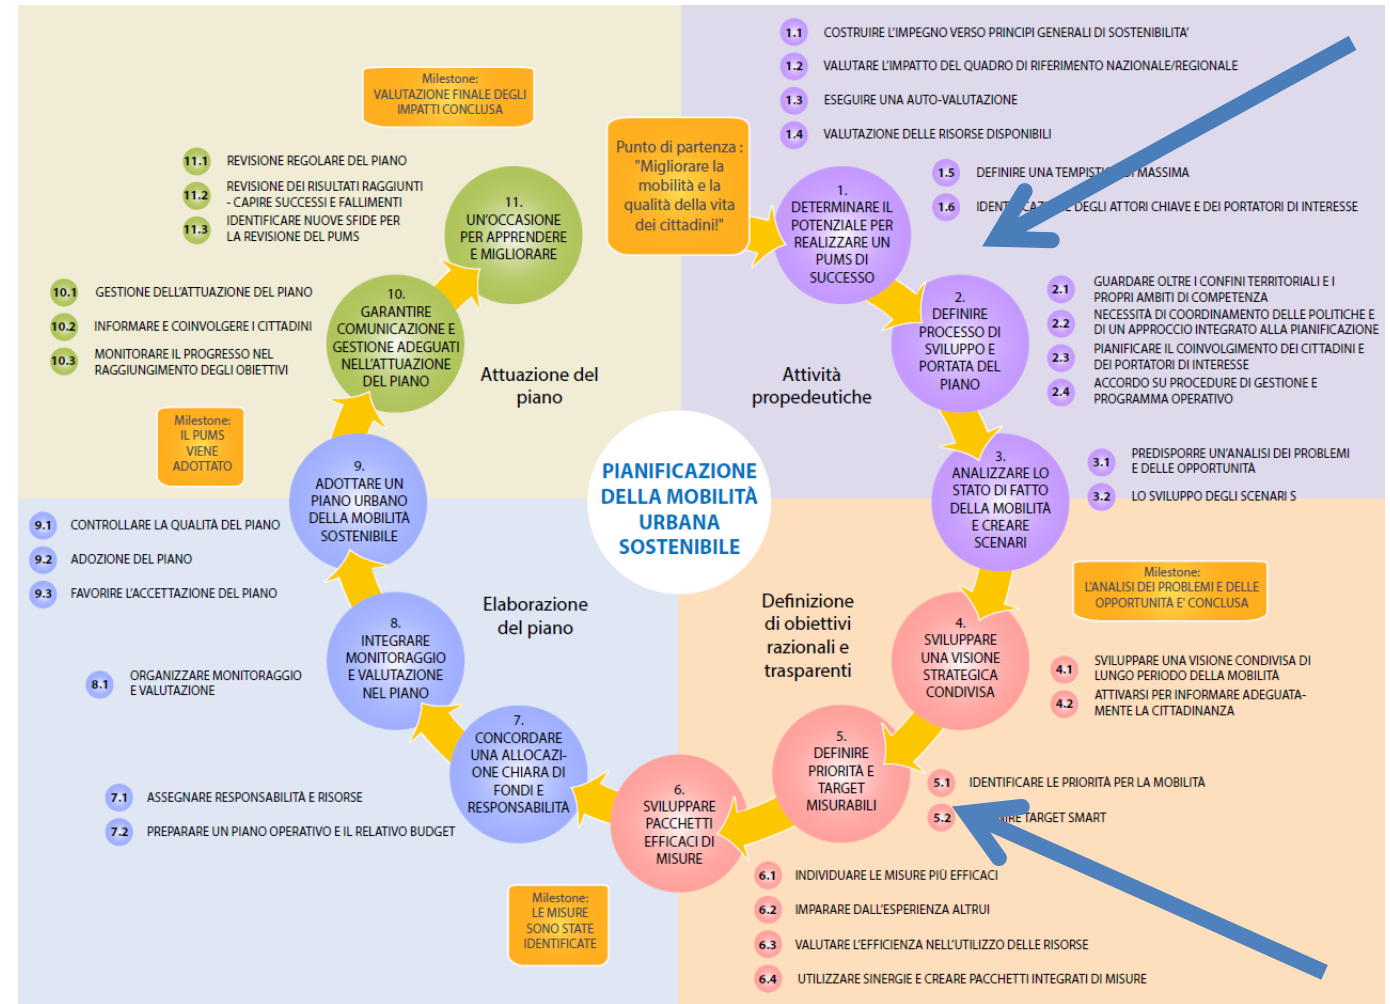 1.1 COSTRUIRE L'IMPEGNO VERSO PRINCIPI GENERALI DI SOSTENIBILITA'
1.2 VALUTARE L'IMPATTO DEL QUADRO DI RIFERIMENTO NAZIONALE/REGIONALE
1.3 ESEGUIRE UNA AUTO-VALUTAZIONE
1.4 VALUTAZIONE DELLE RISORSE DISPONIBILI
1.5 DEFINIRE UNA TEMPISTICA DI MASSIMA
1.6 IDENTIFICAZIONE DEGLI ATTORI CHIAVE E DEI PORTATORI DI INTERESSE
Punto di partenza :
"Migliorare la
mobilità e la
qualità della vita
dei cittadini!"
1.
DETERMINARE IL
POTENZIALE PER
REALIZZARE UN
PUMS DI
SUCCESSO
2.
DEFINIRE
PROCESSO DI
SVILUPPO E
PORTATA DEL
PIANO
2.1 GUARDARE OLTRE I CONFINI TERRITORIALI E I
PROPRI AMBITI DI COMPETENZA
2.2 NECESSITÀ DI COORDINAMENTO DELLE POLITICHE E
DI UN APPROCCIO INTEGRATO ALLA PIANIFICAZIONE
2.3 PIANIFICARE IL COINVOLGIMENTO DEI CITTADINI E
DEI PORTATORI DI INTERESSE
2.4 ACCORDO SU PROCEDURE DI GESTIONE E
PROGRAMMA OPERATIVO
Attività
propedeutiche
3.
ANALIZZARE LO
STATO DI FATTO
DELLA MOBILITÀ
E CREARE
SCENARI
3.1 PREDISPORRE UN'ANALISI DEI PROBLEMI
E DELLE OPPORTUNITÀ
3.2 LO SVILUPPO DEGLI SCENARI S
Milestone:
L'ANALISI DEI PROBLEMI E DELLE
OPPORTUNITÀ E' CONCLUSA
PIANIFICAZIONE
DELLA MOBILITÀ
URBANA
SOSTENIBILE
Definizione
di obiettivi
razionali e
trasparenti
4.
SVILUPPARE
UNA VISIONE
STRATEGICA
CONDIVISA
4.1 SVILUPPARE UNA VISIONE CONDIVISA DI
LUNGO PERIODO DELLA MOBILITÀ
4.2 ATTIVARSI PER INFORMARE ADEGUATA-
MENTE LA CITTADINANZA
5.
DEFINIRE
PRIORITÀ E
TARGET
MISURABILI
5.1 IDENTIFICARE LE PRIORITÀ PER LA MOBILITÀ
5.2 DEFINIRE TARGET SMART
6.
SVILUPPARE
PACCHETTI
EFFICACI DI
MISURE
6.1 INDIVIDUARE LE MISURE PIÙ EFFICACI
6.2 IMPARARE DALL'ESPERIENZA ALTRUI
6.3 VALUTARE L'EFFICIENZA NELL'UTILIZZO DELLE RISORSE
6.4 UTILIZZARE SINERGIE E CREARE PACCHETTI INTEGRATI DI MISURE
Milestone:
LE MISURE
SONO STATE
IDENTIFICATE
7.
CONCORDARE
UNA ALLOCAZI-
ONE CHIARA DI
FONDI E
RESPONSABILITÀ
7.1 ASSEGNARE RESPONSABILITÀ E RISORSE
7.2 PREPARARE UN PIANO OPERATIVO E IL RELATIVO BUDGET
Elaborazione
del piano
8.
INTEGRARE
MONITORAGGIO
E VALUTAZIONE
NEL PIANO
8.1 ORGANIZZARE MONITORAGGIO
E VALUTAZIONE
9.
ADOTTARE UN
PIANO URBANO
DELLA MOBILITÀ
SOSTENIBILE
9.1 CONTROLLARE LA QUALITÀ DEL PIANO
9.2 ADOZIONE DEL PIANO
9.3 FAVORIRE L'ACCETTAZIONE DEL PIANO
Milestone:
IL PUMS
VIENE
ADOTTATO
Attuazione del
piano
10.
GARANTIRE
COMUNICAZIONE E
GESTIONE ADEGUATI
NELL'ATTUAZIONE
DEL PIANO
10.1 GESTIONE DELL'ATTUAZIONE DEL PIANO
10.2 INFORMARE E COINVOLGERE I CITTADINI
10.3 MONITORARE IL PROGRESSO NEL
RAGGIUNGIMENTO DEGLI OBIETTIVI
11.
UN'OCCASIONE
PER APPRENDERE
E MIGLIORARE
11.1 REVISIONE REGOLARE DEL PIANO
11.2 REVISIONE DEI RISULTATI RAGGIUNTI
- CAPIRE SUCCESSI E FALLIMENTI
11.3 IDENTIFICARE NUOVE SFIDE PER
LA REVISIONE DEL PUMS
Milestone:
VALUTAZIONE FINALE DEGLI
IMPATTI CONCLUSA